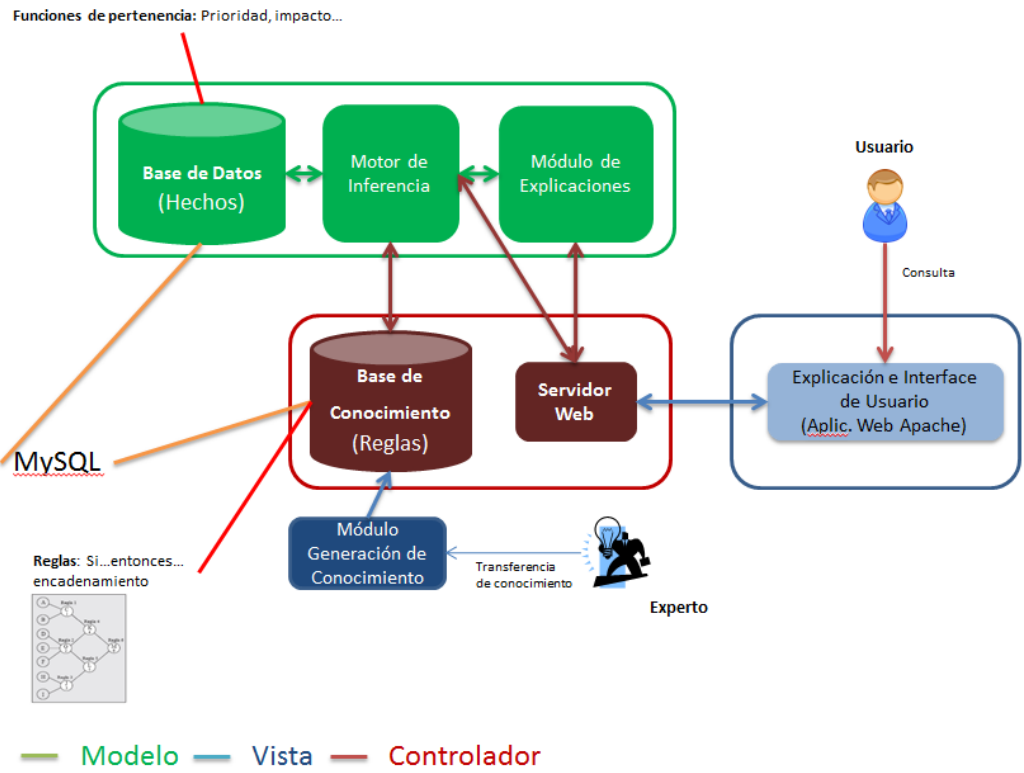 Funciones de pertenencia: Prioridad, impacto...
Base de Datos
(Hechos)
Motor de
Inferencia
Módulo de
Explicaciones
Usuario
Consulta
Base de
Conocimiento
(Reglas)
Servidor
Web
Explicación e Interface
de Usuario
(Aplic. Web Apache)
MySQL
Módulo
Generación de
Conocimiento
Transferencia
de conocimiento
Experto
Reglas: Si...entonces...
encadenamiento
Modelo
Vista
Controlador